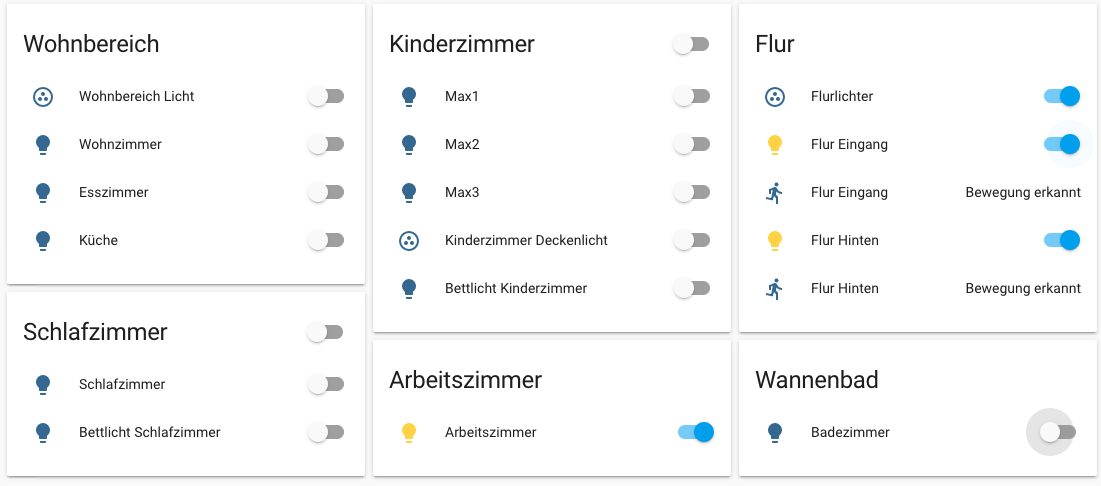 Wohnbereich
Wohnbereich Licht
Wohnzimmer
Esszimmer
Küche
Schlafzimmer
Schlafzimmer
Bettlicht Schlafzimmer
Kinderzimmer
Max1
Max2
Max3
Kinderzimmer Deckenlicht
Bettlicht Kinderzimmer
Arbeitszimmer
Arbeitszimmer
Flur
Flurlichter
Flur Eingang
Flur Eingang Bewegung erkannt
Flur Hinten
Flur Hinten Bewegung erkannt
Wannenbad
Badezimmer